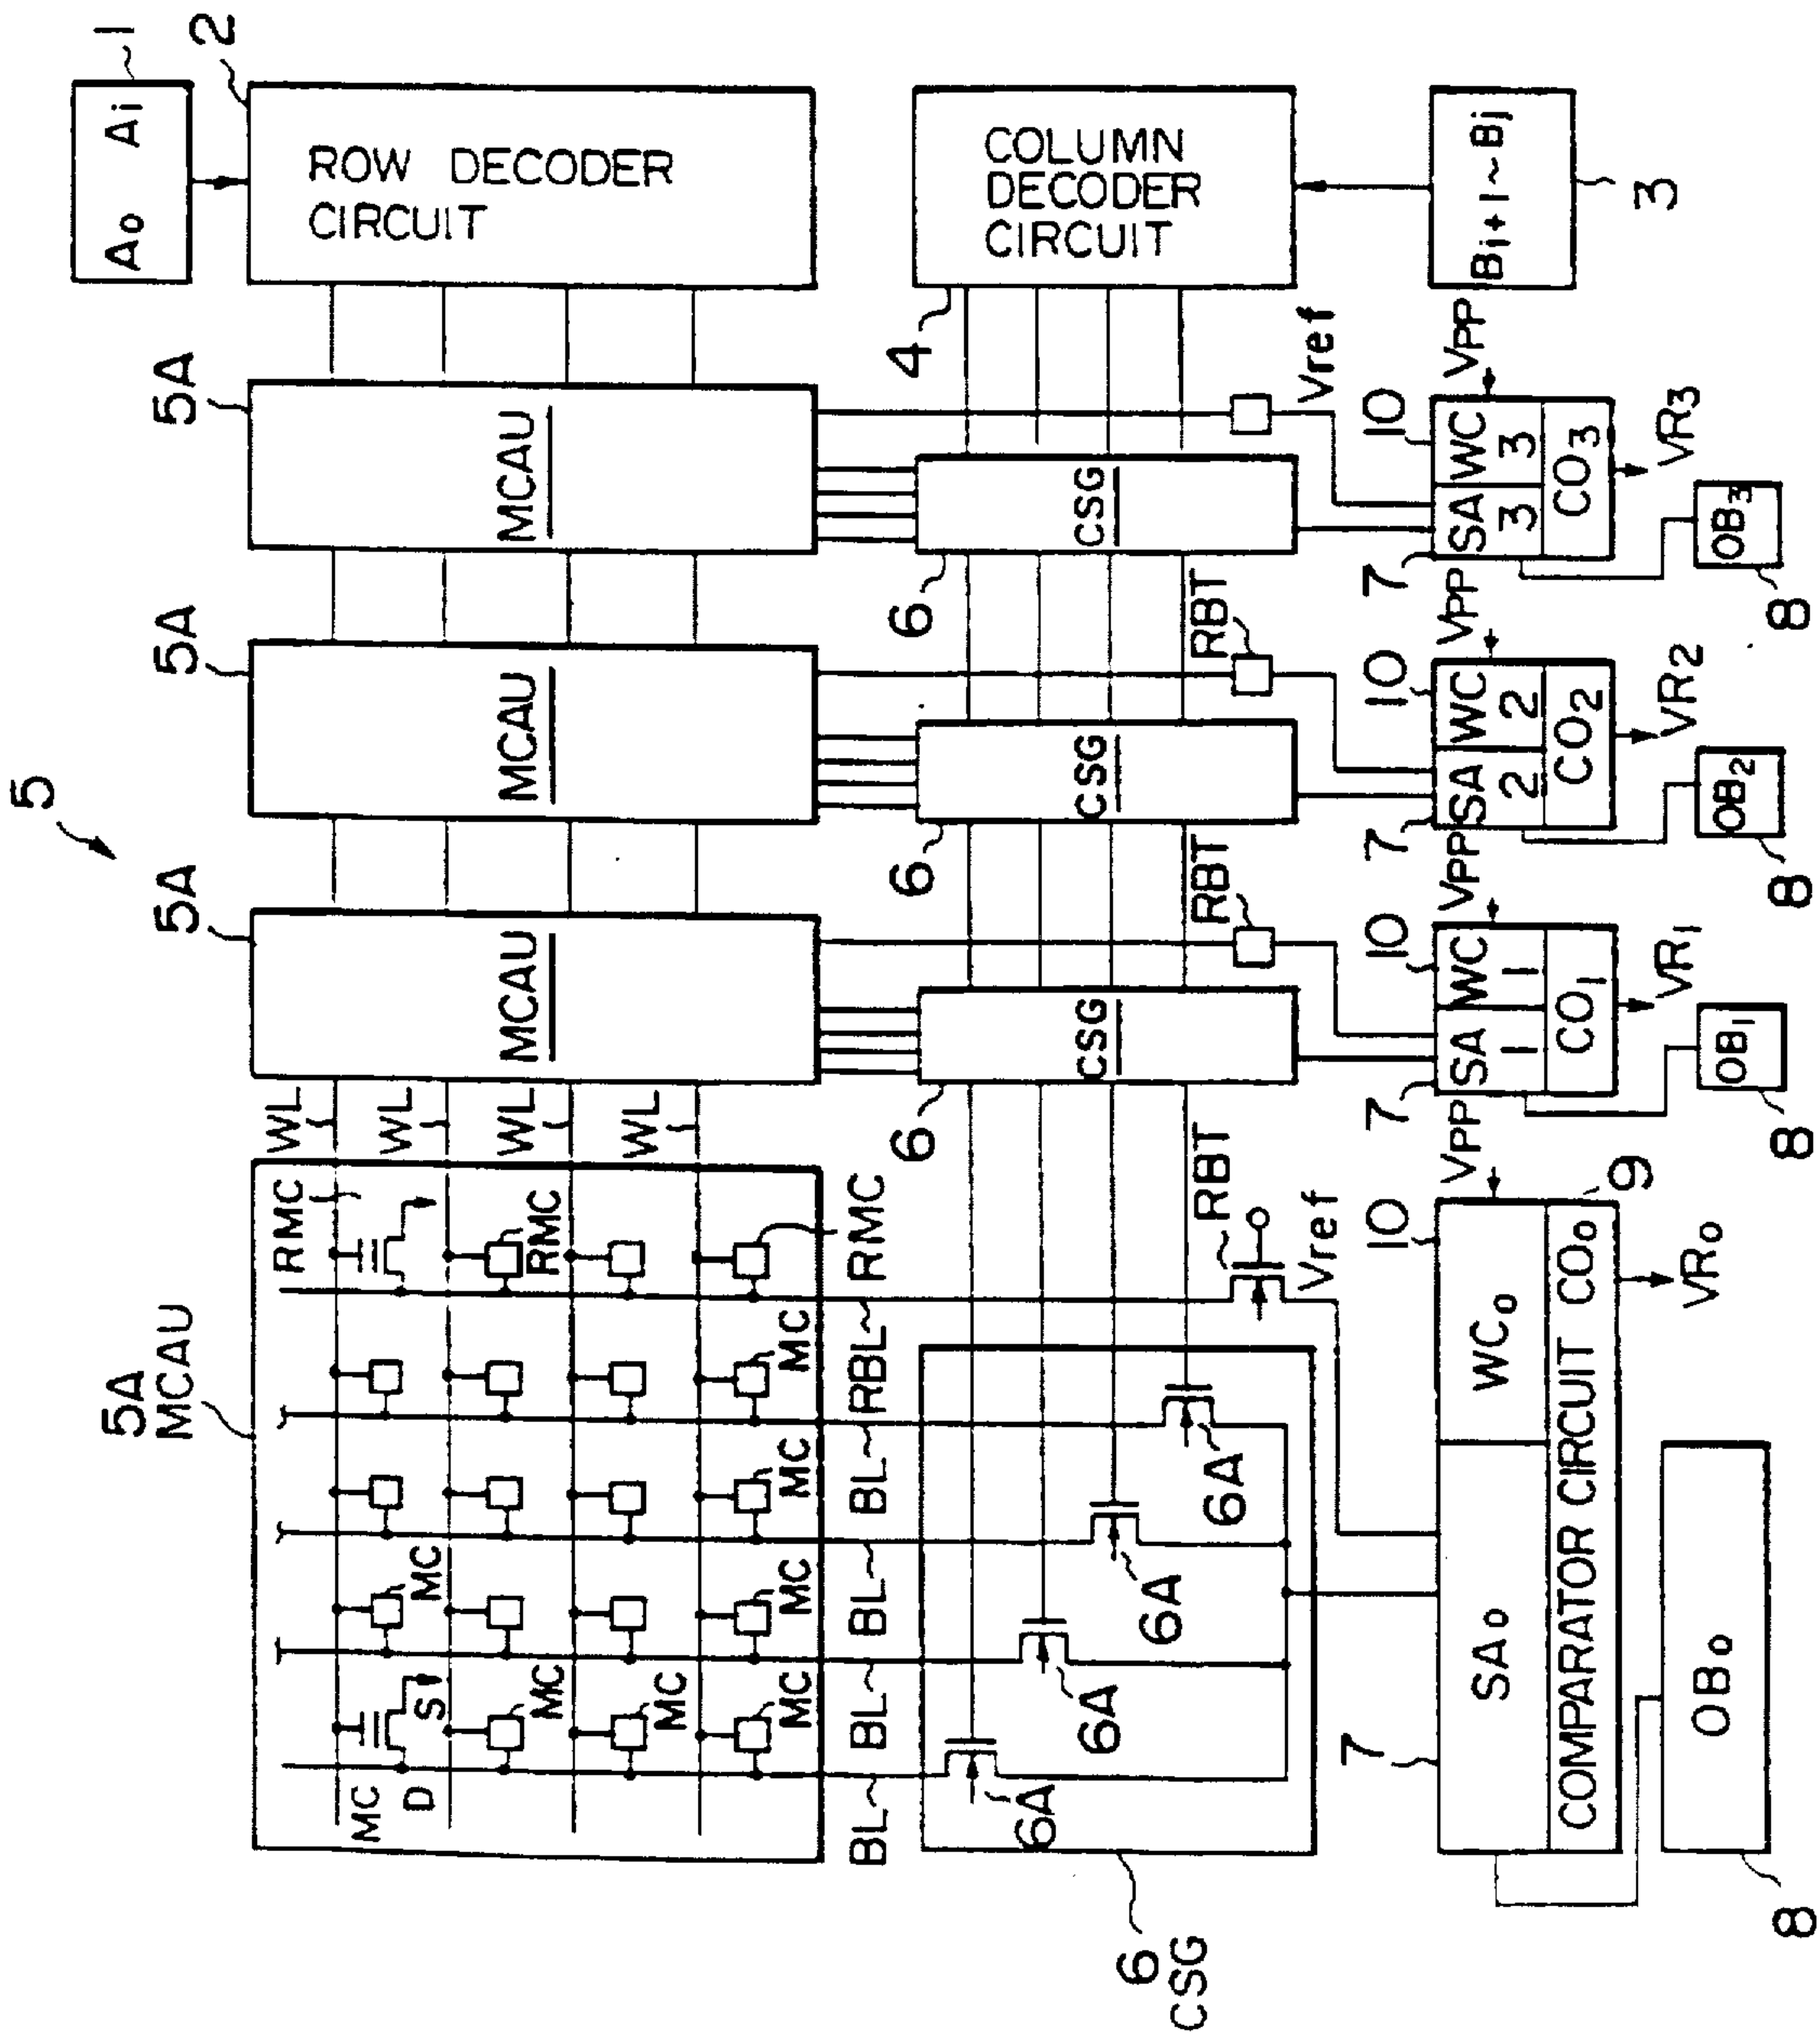 5
1
A0 Ai
2
ROW DECODER
CIRCUIT
5A
MCAU
5A
MCAU
5A
MCAU
5A
MCAU
WL
WL
WL
WL
RMC
RMC
RMC
MC
D
S
MC
MC
MC
MC
MC
MC
MC
BL
BL
BL
BL
RBL
RMC
COLUMN
DECODER
CIRCUIT
4
Bi+1~Bj
3
6
CSG
6
CSG
6
CSG
6
CSG
6A
6A
6A
6A
RBT
Vref
RBT
RBT
Vref
7
SA0
10
WC0
VPP
COMPARATOR CIRCUIT CO0
9
VR0
OB0
8
7
SA
1
10
WC
1
VPP
CO1
VR1
OB1
8
7
SA
2
10
WC
2
VPP
CO2
VR2
OB2
8
7
SA
3
10
WC
3
VPP
CO3
VR3
OB3
8